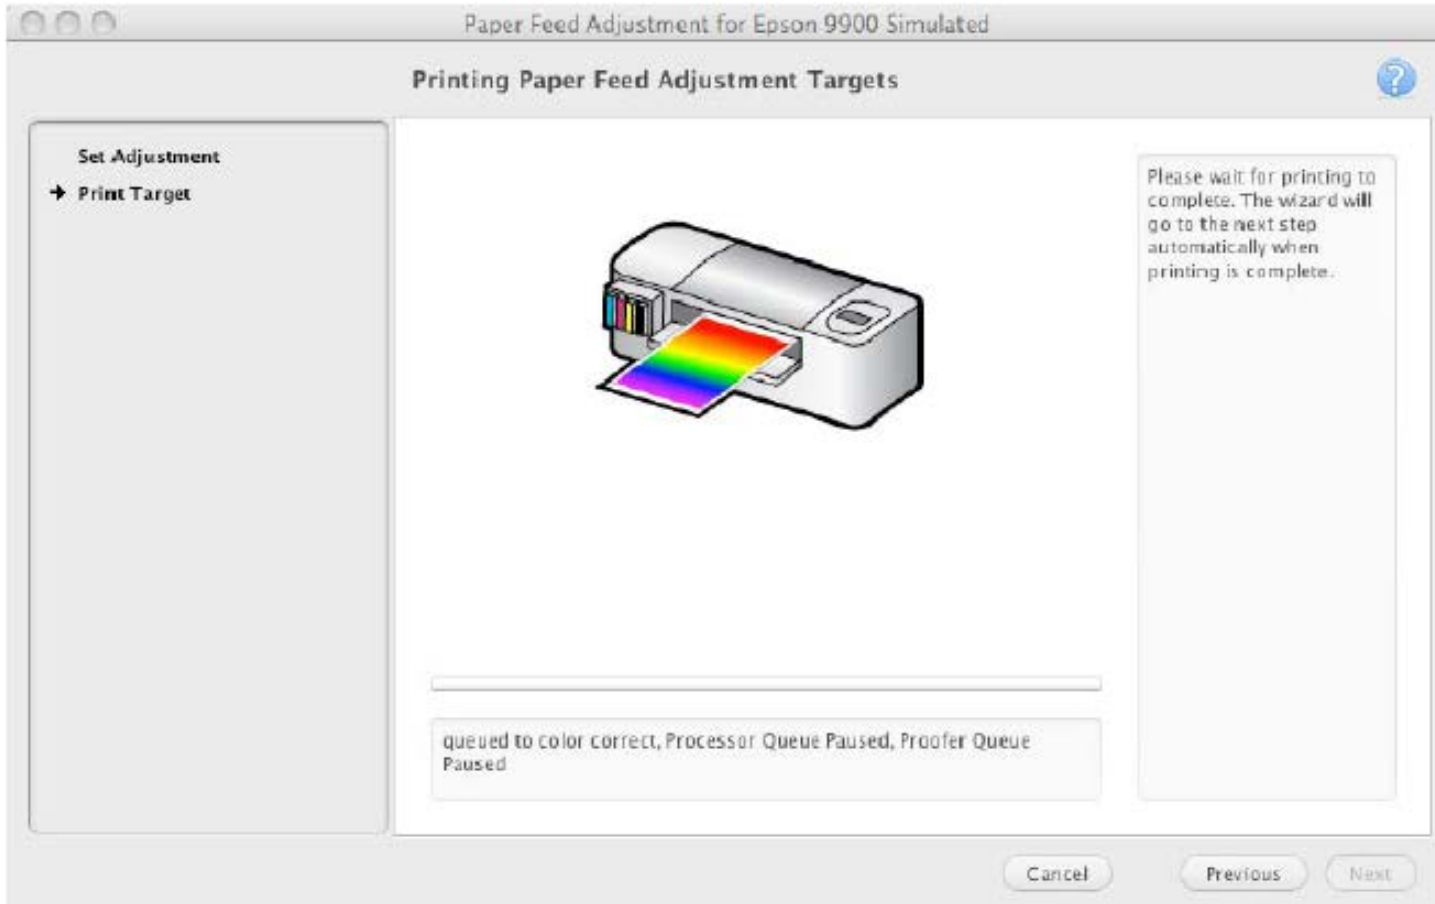 Paper Feed Adjustment for Epson 9900 Simulated
Printing Paper Feed Adjustment Targets
Set Adjustment
Print Target
Please wait for printing to
complete. The wizard will
go to the next step
automatically when
printing is complete.
queued to color correct, Processor Queue Paused, Proofer Queue
Paused
Cancel
Previous
Next